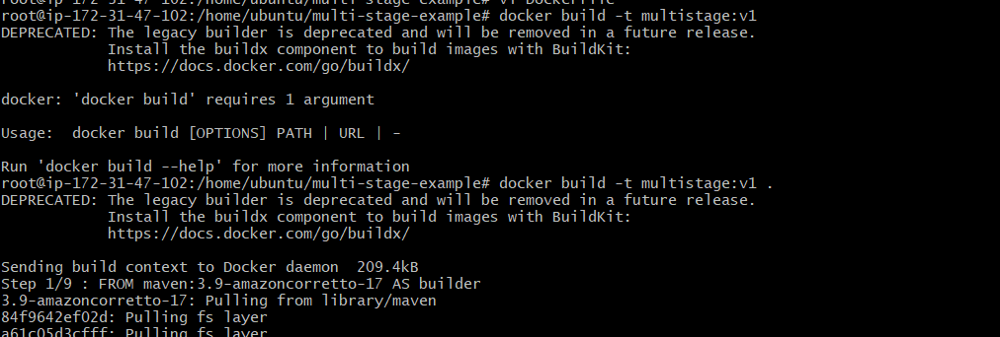 root@ip-172-31-47-102:/home/ubuntu/multi-stage-example# vi Dockerfile
root@ip-172-31-47-102:/home/ubuntu/multi-stage-example# docker build -t multistage:v1
DEPRECATED: The legacy builder is deprecated and will be removed in a future release.
            Install the buildx component to build images with BuildKit:
            https://docs.docker.com/go/buildx/

docker: 'docker build' requires 1 argument

Usage:  docker build [OPTIONS] PATH | URL | -

Run 'docker build --help' for more information
root@ip-172-31-47-102:/home/ubuntu/multi-stage-example# docker build -t multistage:v1 .
DEPRECATED: The legacy builder is deprecated and will be removed in a future release.
            Install the buildx component to build images with BuildKit:
            https://docs.docker.com/go/buildx/

Sending build context to Docker daemon  209.4kB
Step 1/9 : FROM maven:3.9-amazoncorretto-17 AS builder
3.9-amazoncorretto-17: Pulling from library/maven
84f9642ef02d: Pulling fs layer
a61c05d3cfff: Pulling fs layer